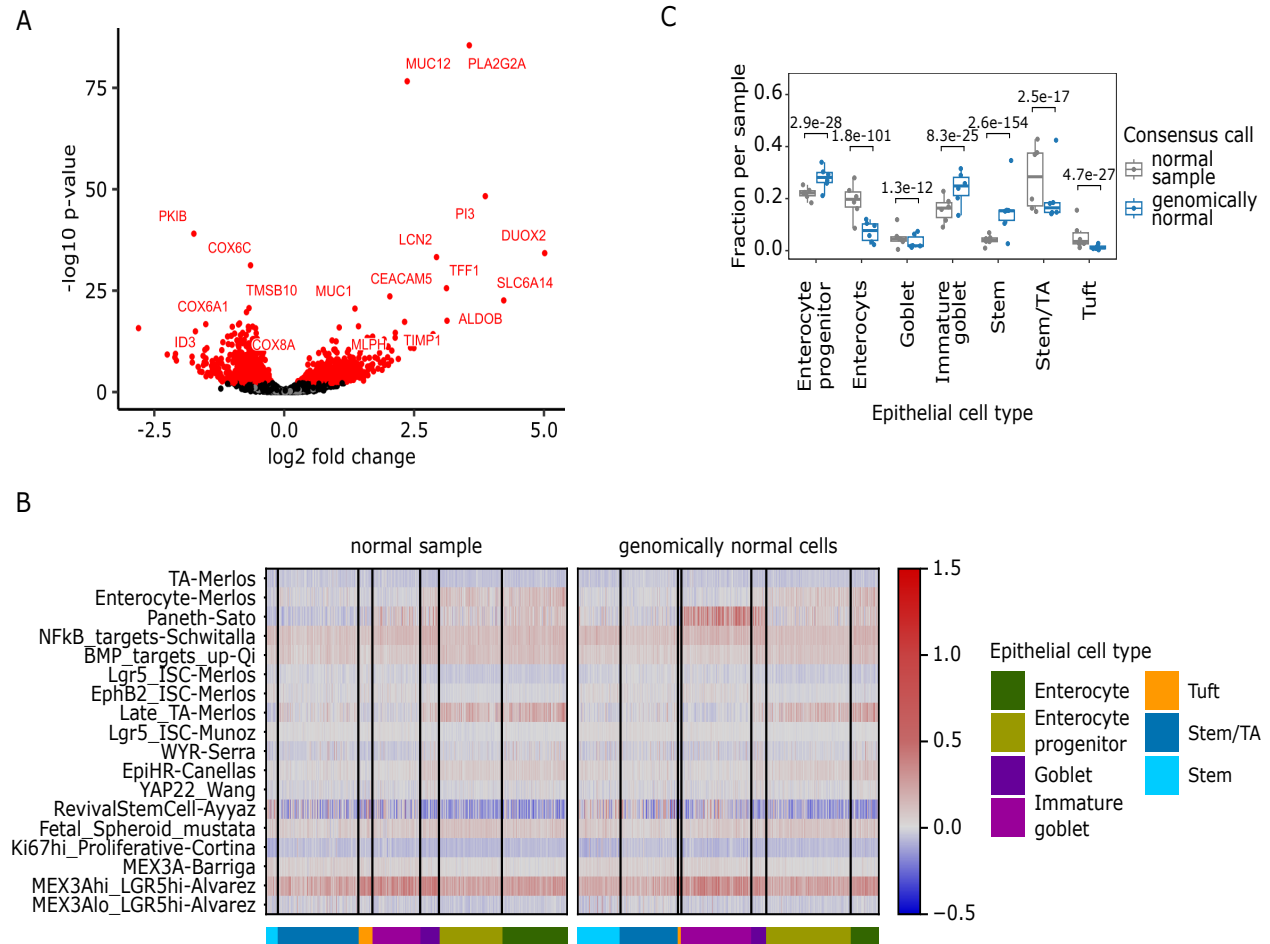 A
75
50
25
0
-log10 p-value
MUC12
PLA2G2A
PKIB
PI3
COX6C
LCN2
DUOX2
TFF1
CEACAM5
SLC6A14
TMSB10
MUC1
COX6A1
ALDOB
ID3
COX8A
MLPH
TIMP1
-2.5
0.0
2.5
5.0
log2 fold change
C
Fraction per sample
0.6
0.4
0.2
0.0
2.9e-28
1.8e-101
1.3e-12
8.3e-25
2.6e-154
2.5e-17
4.7e-27
Enterocyte
progenitor
Enterocyts
Goblet
Immature
goblet
Stem
Stem/TA
Tuft
Epithelial cell type
Consensus call
normal
sample
genomically
normal
B
normal sample
genomically normal cells
TA-Merlos
Enterocyte-Merlos
Paneth-Sato
NFkB_targets-Schwitalla
BMP_targets_up-Qi
Lgr5_ISC-Merlos
EphB2_ISC-Merlos
Late_TA-Merlos
Lgr5_ISC-Munoz
WYR-Serra
EpiHR-Canellas
YAP22_Wang
RevivalStemCell-Ayyaz
Fetal_Spheroid_mustata
Ki67hi_Proliferative-Cortina
MEX3A-Barriga
MEX3Ahi_LGR5hi-Alvarez
MEX3Alo_LGR5hi-Alvarez
1.5
1.0
0.5
0.0
−0.5
Epithelial cell type
Enterocyte
Enterocyte
progenitor
Goblet
Immature
goblet
Tuft
Stem/TA
Stem